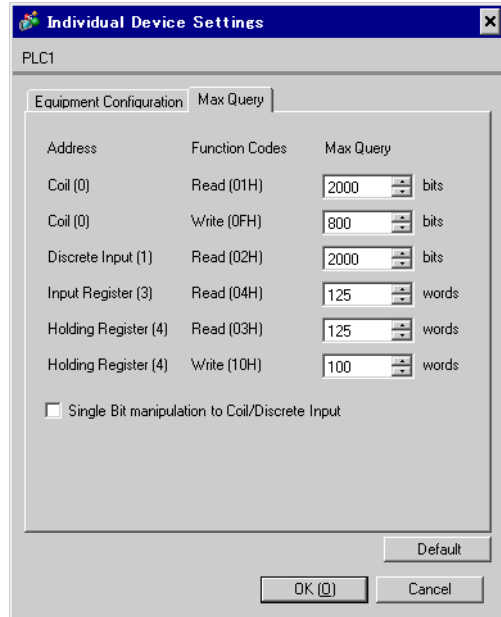 Individual Device Settings
PLC1
Equipment Configuration Max Query
Address Function Codes Max Query
Coil (0) Read (01H) 2000 bits
Coil (0) Write (0FH) 800 bits
Discrete Input (1) Read (02H) 2000 bits
Input Register (3) Read (04H) 125 words
Holding Register (4) Read (03H) 125 words
Holding Register (4) Write (10H) 100 words
Single Bit manipulation to Coil/Discrete Input
Default
OK (O) Cancel